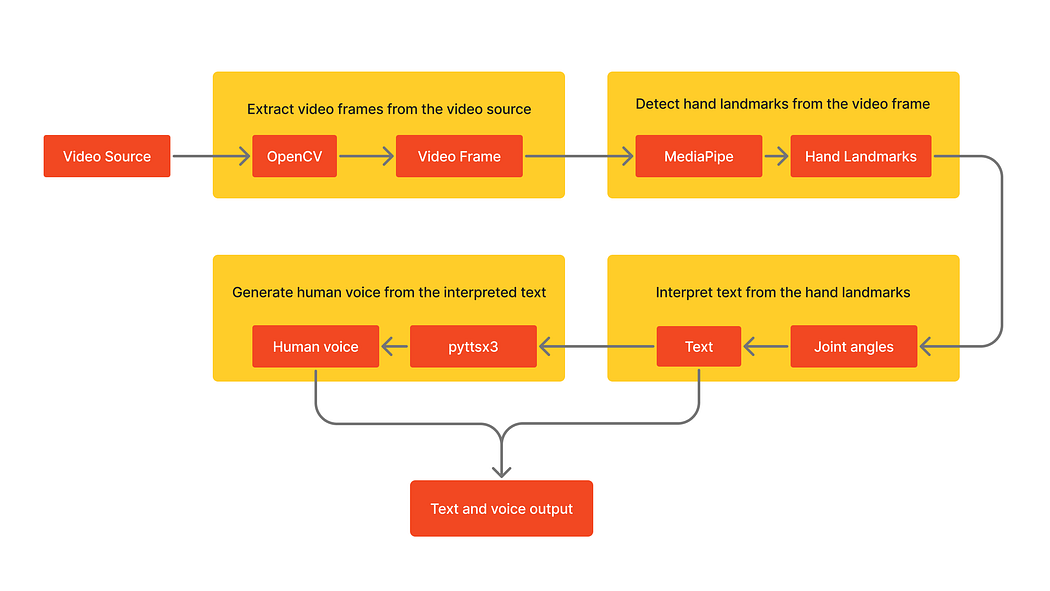 Extract video frames from the video source
Detect hand landmarks from the video frame
Video Source
OpenCV
Video Frame
MediaPipe
Hand Landmarks
Generate human voice from the interpreted text
Interpret text from the hand landmarks
Human voice
pyttsx3
Text
Joint angles
Text and voice output